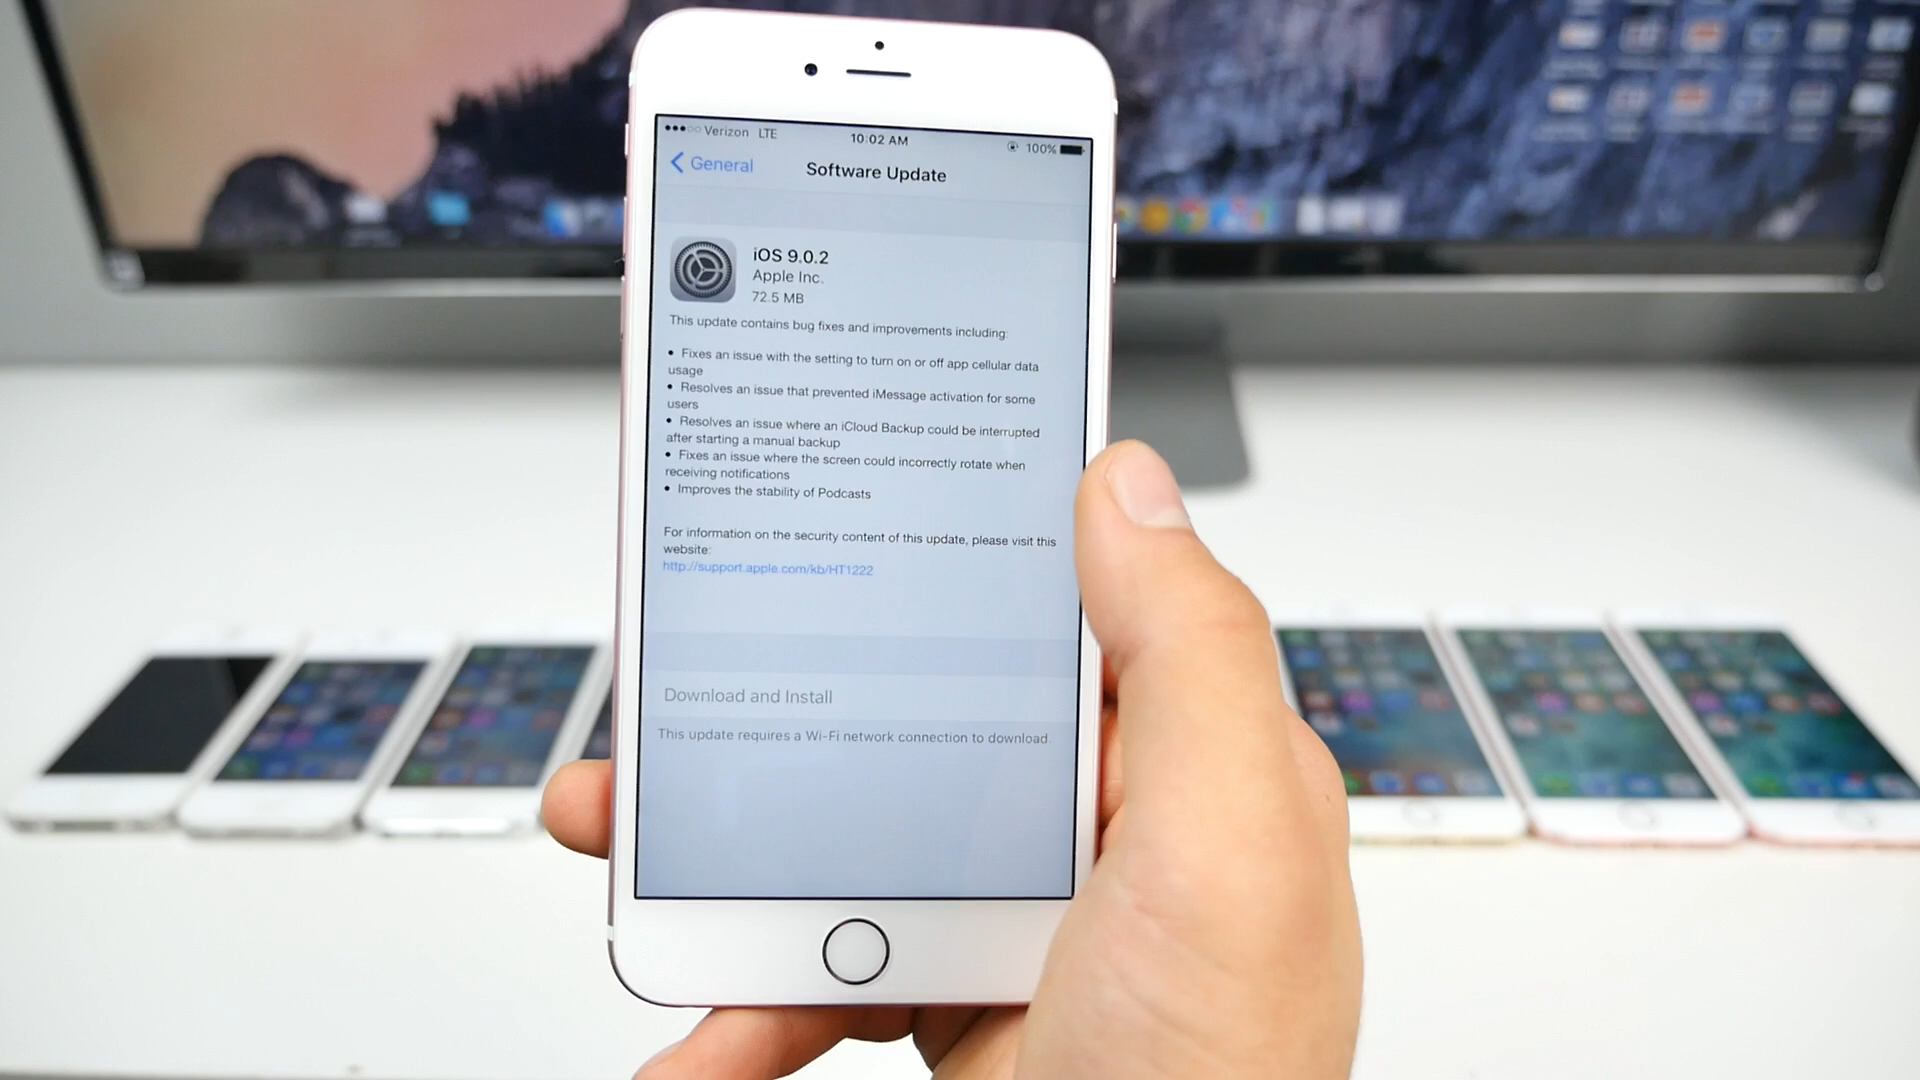 Verizon LTE 10:02 AM 100%
General Software Update
iOS 9.0.2
Apple Inc.
72.5 MB
This update contains bug fixes and improvements including:
• Fixes an issue with the setting to turn on or off app cellular data
usage
• Resolves an issue that prevented iMessage activation for some
users
• Resolves an issue where an iCloud Backup could be interrupted
after starting a manual backup
• Fixes an issue where the screen could incorrectly rotate when
receiving notifications
• Improves the stability of Podcasts
For information on the security content of this update, please visit this
website:
http://support.apple.com/kb/HT1222
Download and Install
This update requires a Wi-Fi network connection to download.